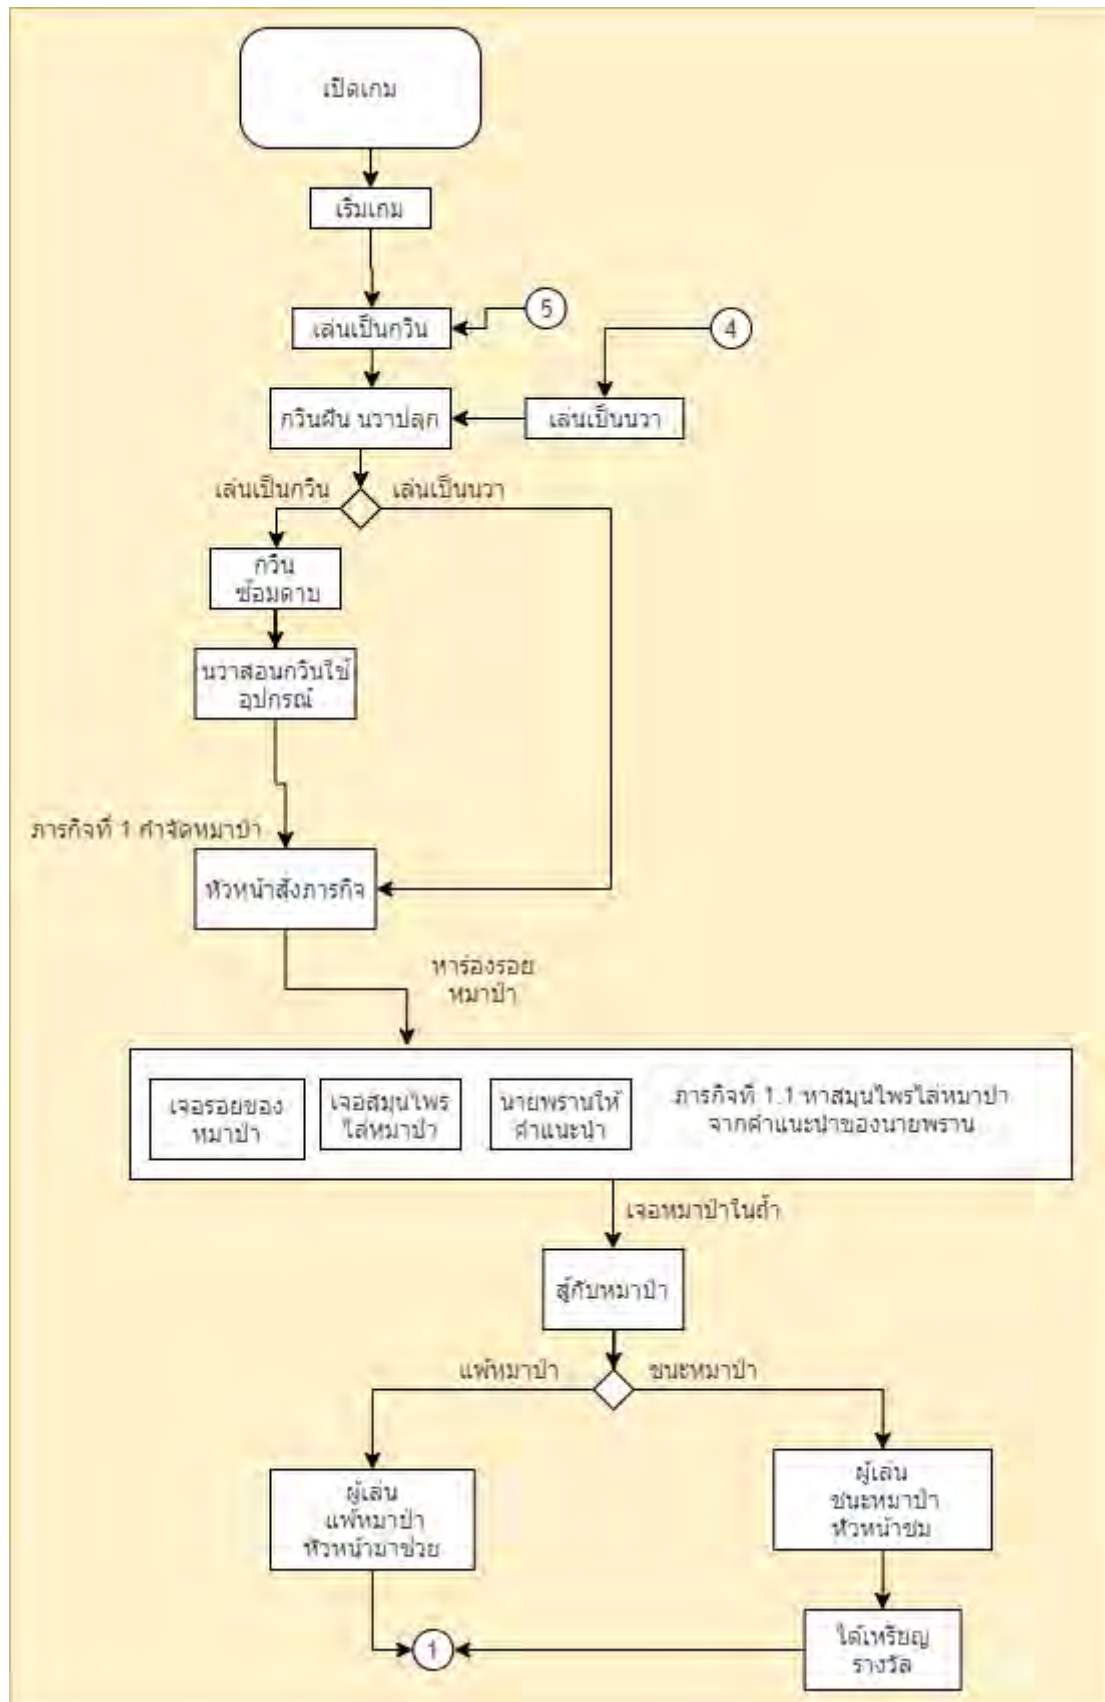 เปิดเกม
เริ่มเกม
5
เล่นเป็นกวิน
4
กวินฝัน นวาปลุก
เล่นเป็นนวา
เล่นเป็นกวิน
เล่นเป็นนวา
กวิน
ซ้อมดาบ
นวาสอนกวินใช้
อุปกรณ์
ภารกิจที่ 1 กำจัดหมาป่า
หัวหน้าสั่งภารกิจ
หาร่องรอย
หมาป่า
เจอรอยของ
หมาป่า
เจอสมุนไพร
ไล่หมาป่า
นายพรานให้
คำแนะนำ
ภารกิจที่ 1.1 หาสมุนไพรไล่หมาป่า
จากคำแนะนำของนายพราน
เจอหมาป่าในถ้ำ
สู้กับหมาป่า
แพ้หมาป่า
ชนะหมาป่า
ผู้เล่น
แพ้หมาป่า
หัวหน้ามาช่วย
ผู้เล่น
ชนะหมาป่า
หัวหน้าชม
1
ได้เหรียญ
รางวัล